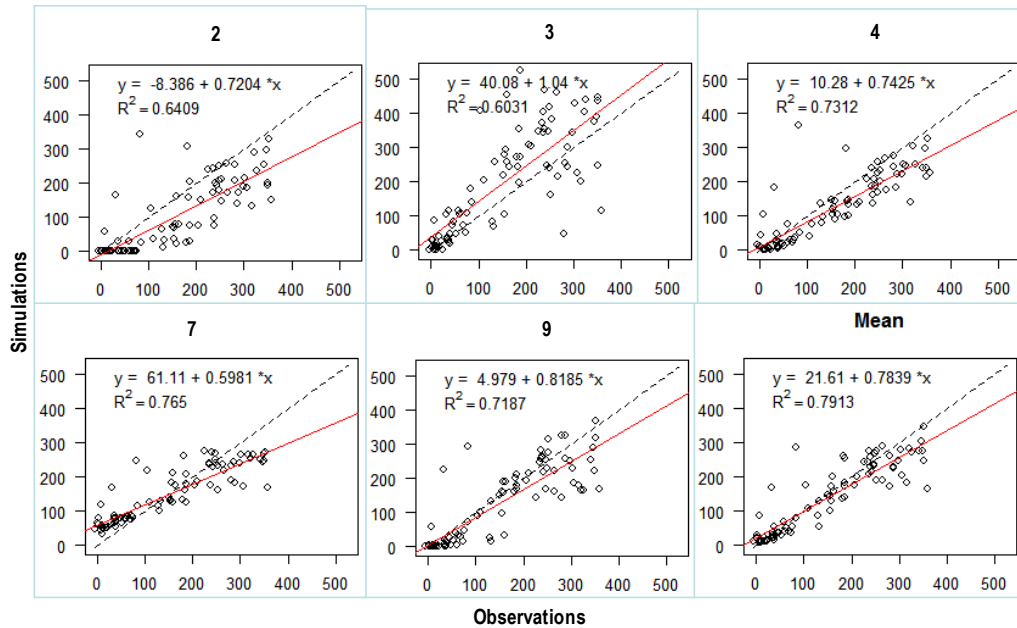 2
y = -8.386 + 0.7204 *x
R2 = 0.6409
500
400
300
200
100
0
0 100 200 300 400 500
3
y = 40.08 + 1.04 *x
R2 = 0.6031
500
400
300
200
100
0
0 100 200 300 400 500
4
y = 10.28 + 0.7425 *x
R2 = 0.7312
500
400
300
200
100
0
0 100 200 300 400 500
Simulations
7
y = 61.11 + 0.5981 *x
R2 = 0.765
500
400
300
200
100
0
0 100 200 300 400 500
9
y = 4.979 + 0.8185 *x
R2 = 0.7187
500
400
300
200
100
0
0 100 200 300 400 500
Mean
y = 21.61 + 0.7839 *x
R2 = 0.7913
500
400
300
200
100
0
0 100 200 300 400 500
Observations